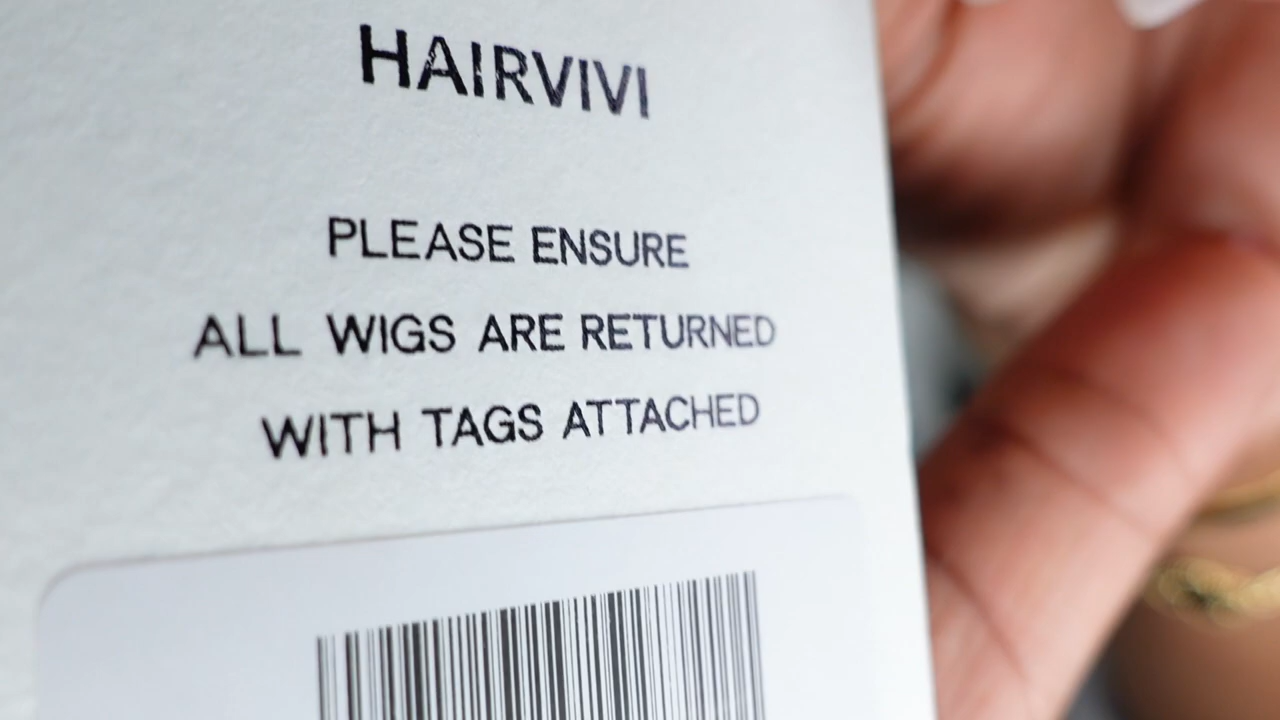 HAIRVIVI
PLEASE ENSURE
ALL WIGS ARE RETURNED
WITH TAGS ATTACHED